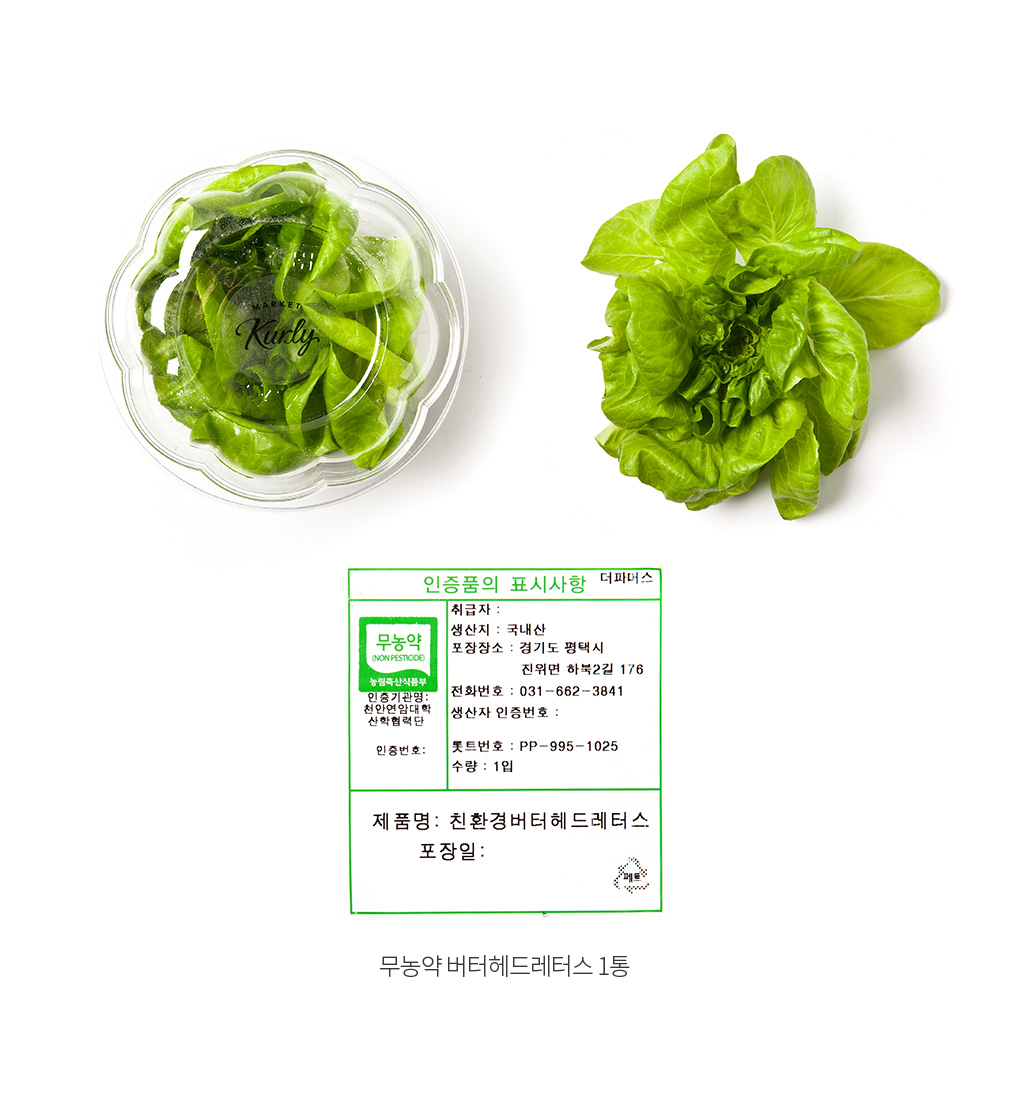 MARKET
Kurly
인증품의 표시사항 더파머스
무농약
(NON PESTICIDE)
농림축산식품부
인증기관명:
천안연암대학
산학협력단
인증번호:
취급자 :
생산지 : 국내산
포장장소 : 경기도 평택시
진위면 하북2길 176
전화번호 : 031-662-3841
생산자 인증번호 :
롯트번호 : PP-995-1025
수량 : 1입
제품명: 친환경버터헤드레터스
포장일:
페트
무농약 버터헤드레터스 1통